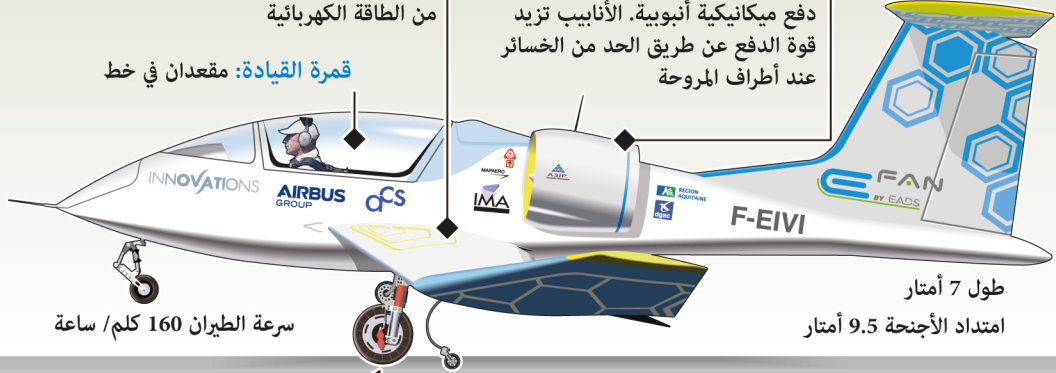 دفع ميكانيكية أنبوبية. الأنابيب تزيد
قوة الدفع عن طريق الحد من الخسائر
عند أطراف المروحة
من الطاقة الكهربائية
قمرة القيادة: مقعدان في خط
INNOVATIONS
AIRBUS
GROUP
acs
MAPAERO
IMA
REGION
AQUITAINE
dgac
F-EIVI
E FAN
BY EADS
طول 7 أمتار
امتداد الأجنحة 9.5 أمتار
سرعة الطيران 160 كلم/ ساعة